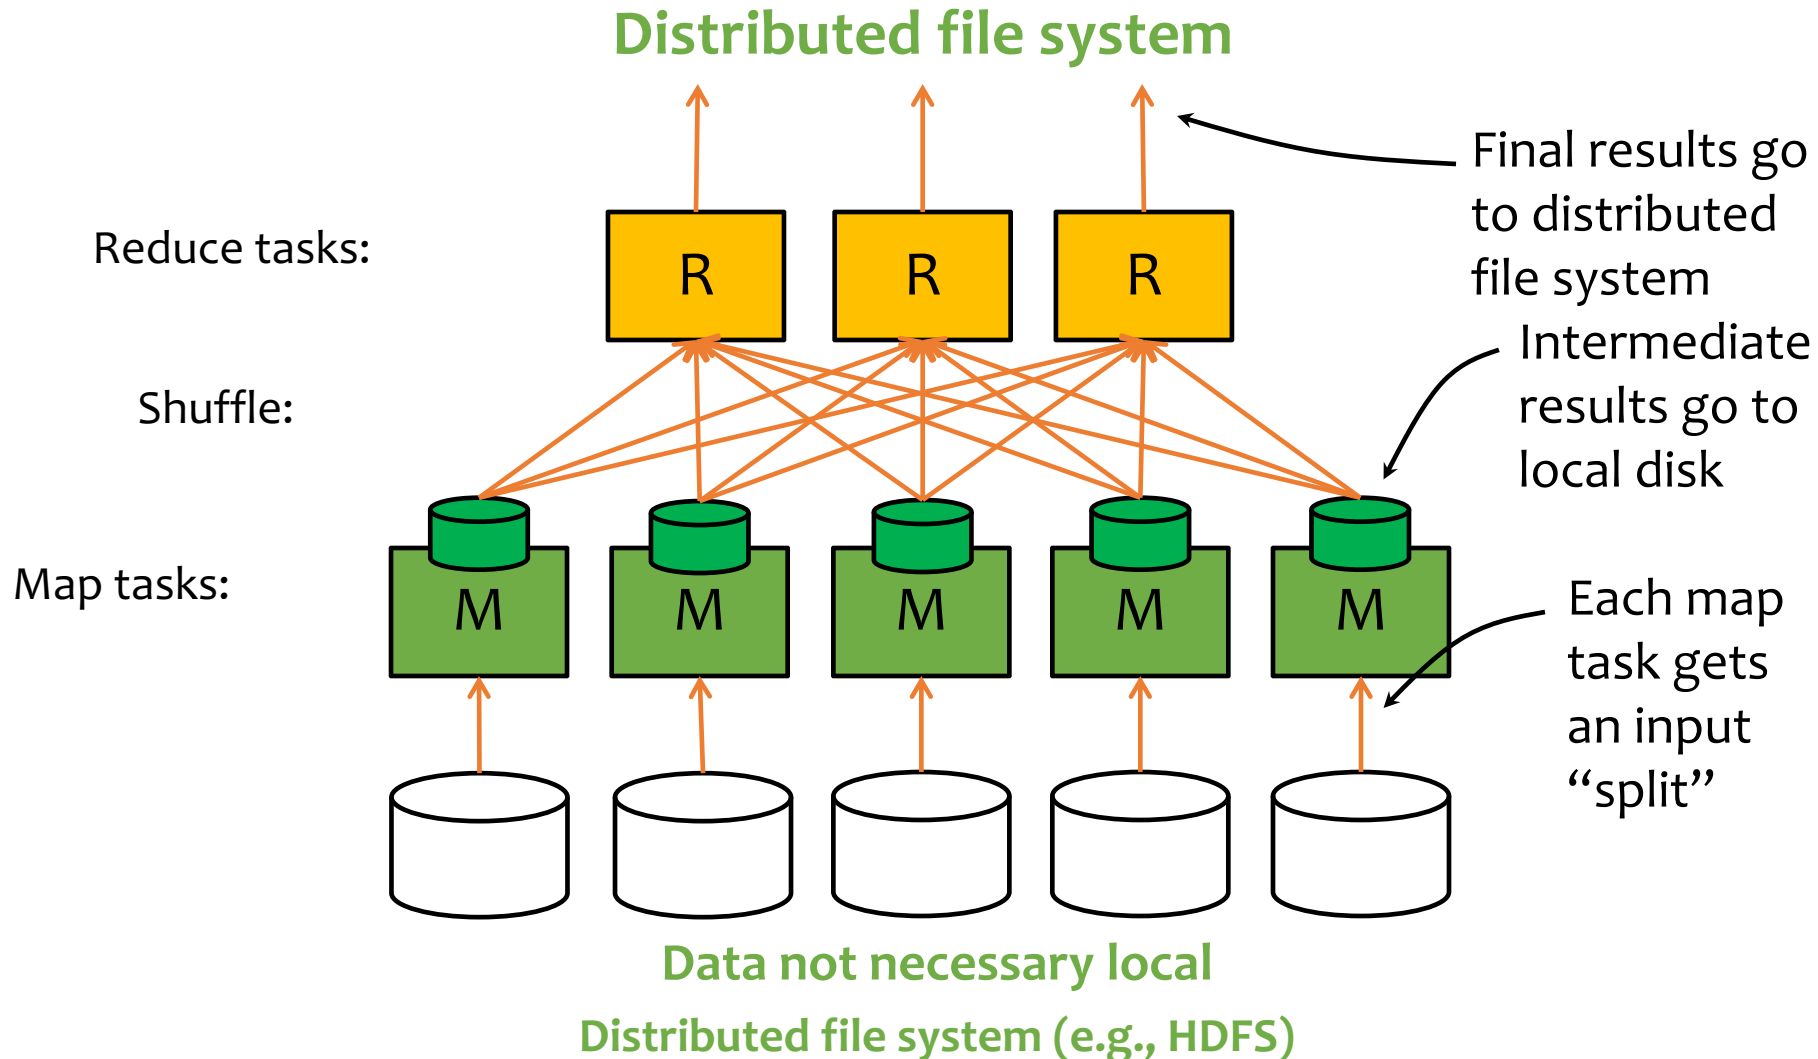 Distributed file system
Final results go
to distributed
file system
Reduce tasks:
R R R
Intermediate
results go to
local disk
Shuffle:
Map tasks:
M M M M M
Each map
task gets
an input
“split”
Data not necessary local
Distributed file system (e.g., HDFS)